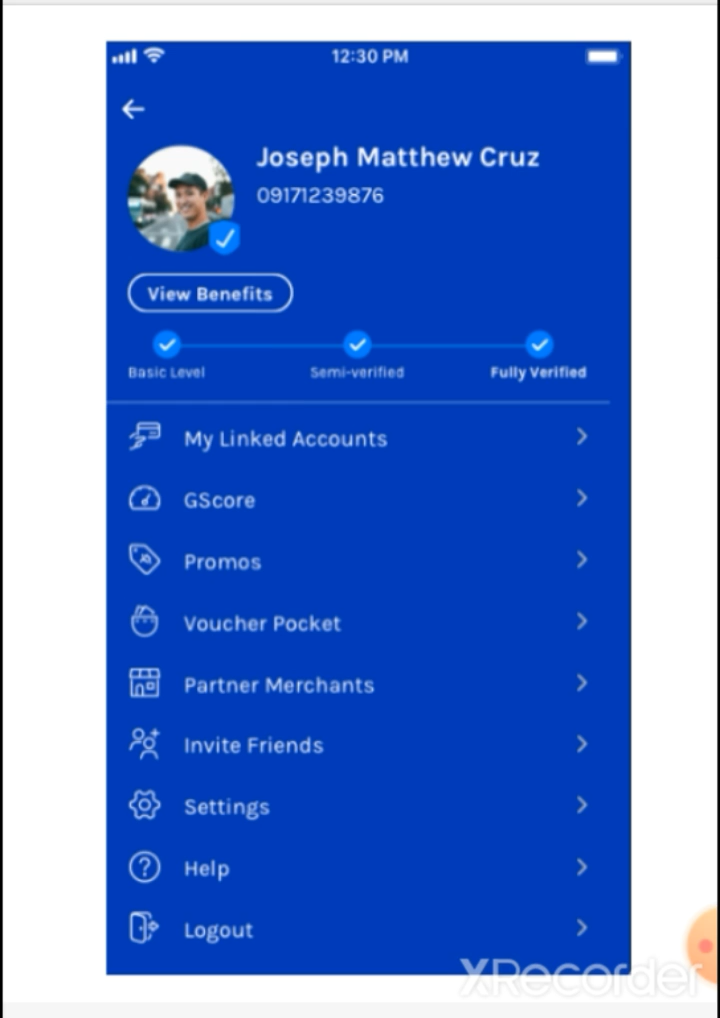 12:30 PM
Joseph Matthew Cruz
09171239876
View Benefits
Basic Level Semi-verified Fully Verified
My Linked Accounts
GScore
Promos
Voucher Pocket
Partner Merchants
Invite Friends
Settings
Help
Logout
XRecorder